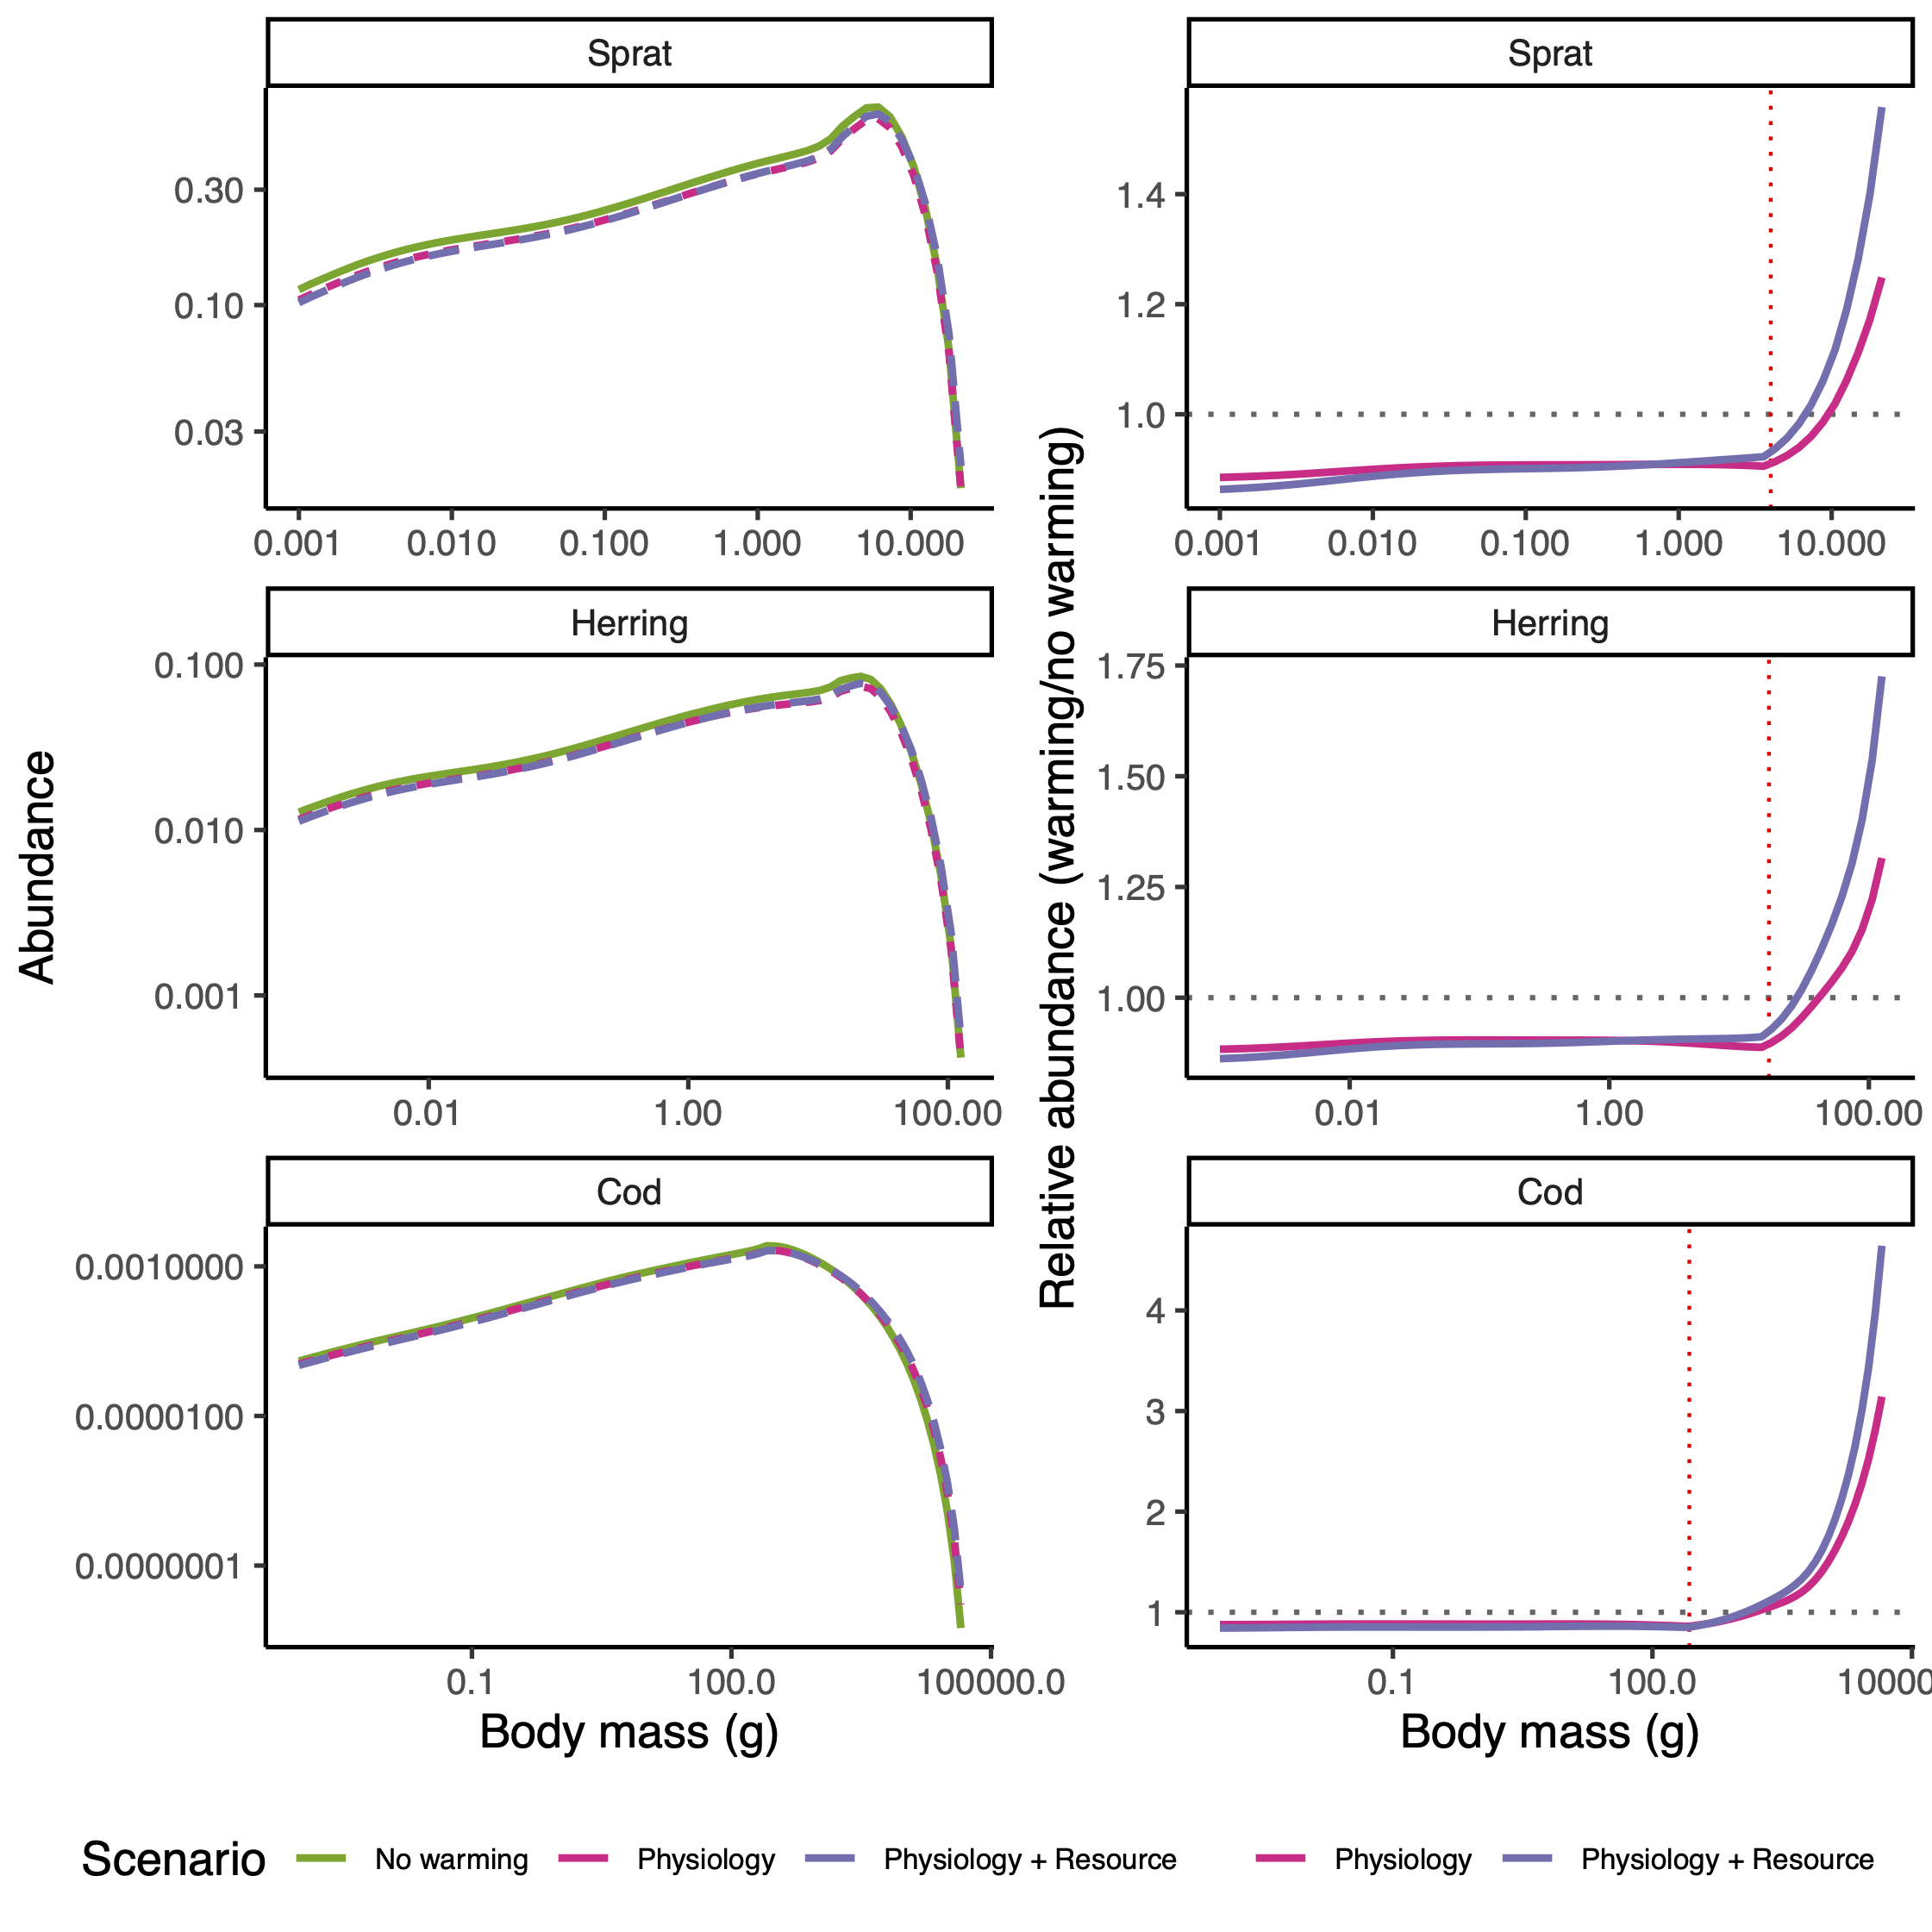 Sprat
Sprat
0.30
0.10
0.03
0.001 0.010 0.100 1.000 10.000
1.4
1.2
1.0
0.001 0.010 0.100 1.000 10.000
Herring
Herring
0.100
0.010
0.001
0.01 1.00 100.00
1.75
1.50
1.25
1.00
0.01 1.00 100.00
Cod
Cod
0.0010000
0.0000100
0.0000001
0.1 100.0 100000.0
4
3
2
1
0.1 100.0 10000
Abundance
Relative abundance (warming/no warming)
Body mass (g)
Body mass (g)
Scenario No warming Physiology Physiology + Resource Physiology Physiology + Resource